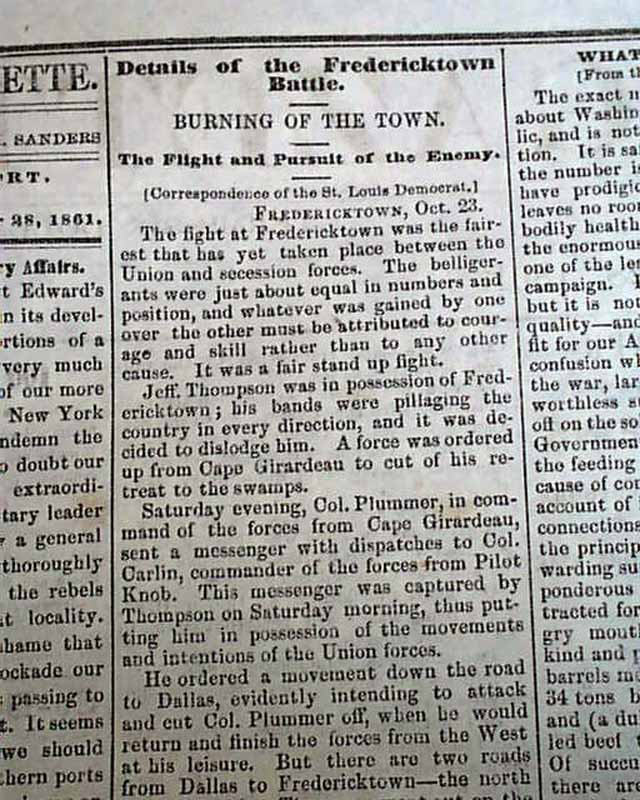 ETTE.
SANDERS
RT.
28, 1861.
ry Affairs.
t Edward's
n its devel-
rtions of a
very much
of our more
New York
ndemn the
o doubt our
extraordi-
tary leader
a general
thoroughly
the rebels
at locality.
hame that
ockade our
passing to
t. It seems
we should
thern ports
Details of the Fredericktown
Battle.
BURNING OF THE TOWN.
The Flight and Pursuit of the Enemy.
[Correspondence of the St. Louis Democrat.]
FREDERICKTOWN, Oct. 23.
The fight at Fredericktown was the fair-
est that has yet taken place between the
Union and secession forces. The belliger-
ants were just about equal in numbers and
position, and whatever was gained by one
over the other must be attributed to cour-
age and skill rather than to any other
cause. It was a fair stand up fight.
Jeff. Thompson was in possession of Fred-
ericktown; his bands were pillaging the
country in every direction, and it was de-
cided to dislodge him. A force was ordered
up from Cape Girardeau to cut of his re-
treat to the swamps.
Saturday evening, Col. Plummer, in com-
mand of the forces from Cape Girardeau,
sent a messenger with dispatches to Col.
Carlin, commander of the forces from Pilot
Knob. This messenger was captured by
Thompson on Saturday morning, thus put-
ting him in possession of the movements
and intentions of the Union forces.
He ordered a movement down the road
to Dallas, evidently intending to attack
and cut Col. Plummer off, when he would
return and finish the forces from the West
at his leisure. But there are two roads
from Dallas to Fredericktown—the north
WHAT
[From th
The exact n
about Washin
lic, and is not
tion. It is sa
the number is
have prodigi
leaves no roo
bodily health
the enormou
one of the le
campaign.
but it is no
quality—and
fit for our A
confusion wh
the war, lar
worthless s
off on the so
Government
the feeding
cause of co
account of
connections
the princip
warding su
ponderous
tracted for
gry mout
kind and p
barrels m
34 tons b
and (a du
led beef t
Of succu
there ar